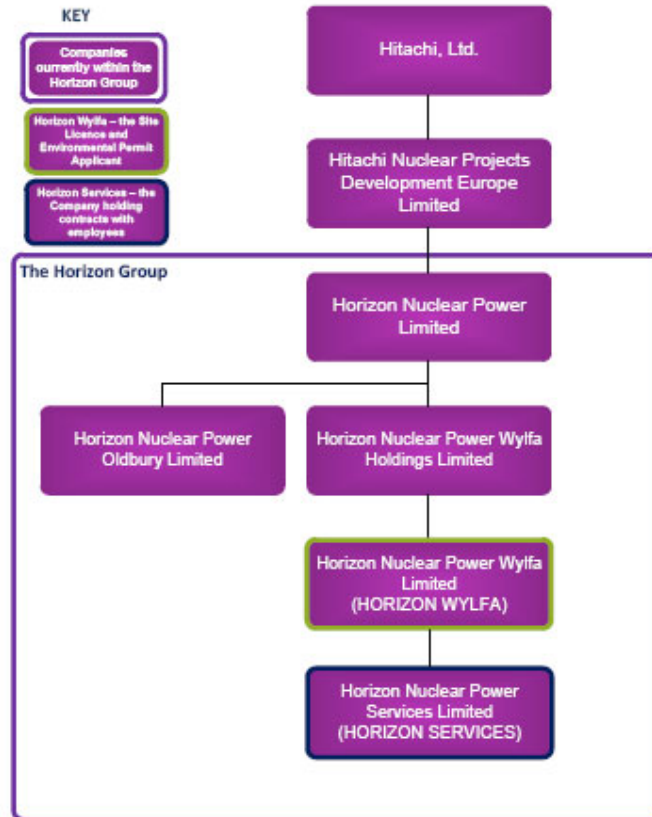 KEY
Companies
currently within the
Horizon Group
Horizon Wylfa – the Site
Licence and
Environmental Permit
Applicant
Horizon Services – the
Company holding
contracts with
employees
Hitachi, Ltd.
Hitachi Nuclear Projects
Development Europe
Limited
The Horizon Group
Horizon Nuclear Power
Limited
Horizon Nuclear Power
Oldbury Limited
Horizon Nuclear Power Wylfa
Holdings Limited
Horizon Nuclear Power Wylfa
Limited
(HORIZON WYLFA)
Horizon Nuclear Power
Services Limited
(HORIZON SERVICES)